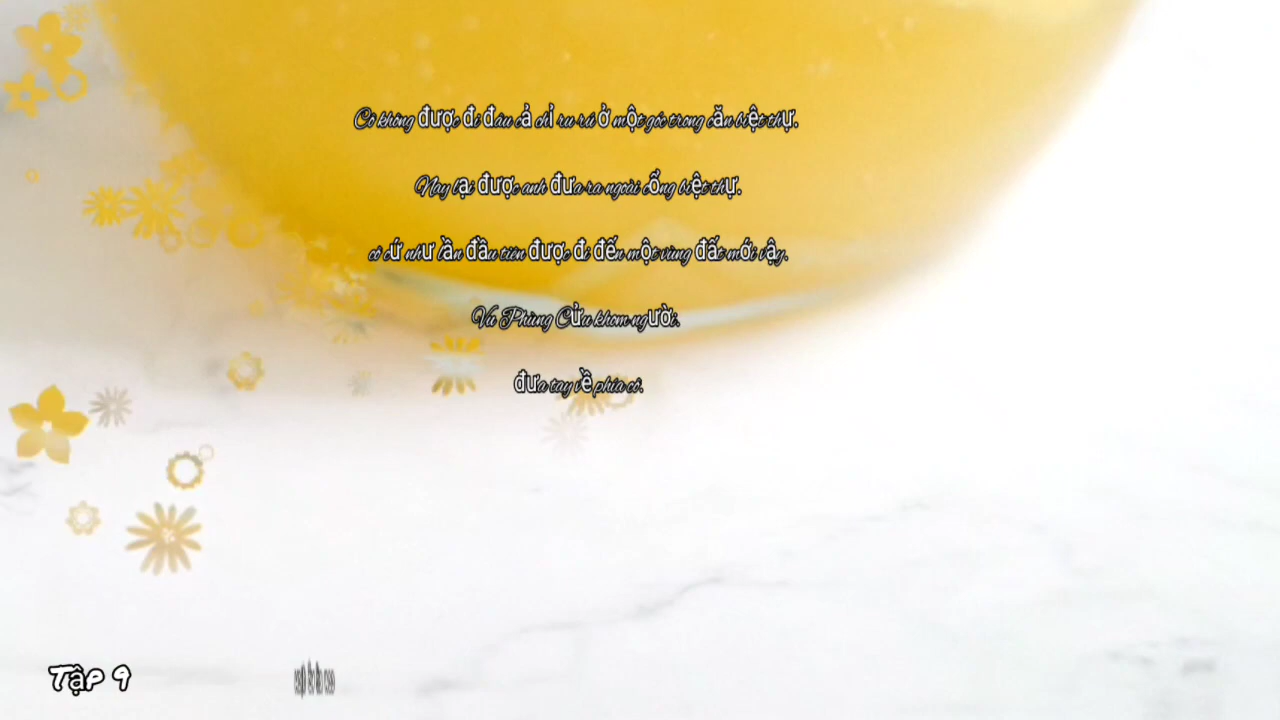 Cô không được đi đâu cả chỉ ru rú ở một góc trong căn biệt thự.
Nay lại được anh đưa ra ngoài cổng biệt thự.
cô cứ như lần đầu tiên được đi đến một vùng đất mới vậy.
Vu Phùng Cửu khom người.
đưa tay về phía cô.
Tập 9